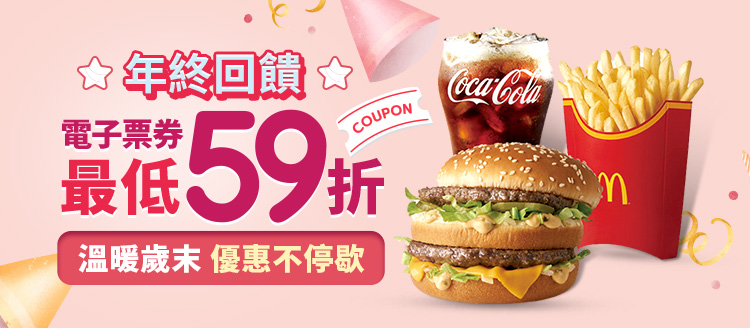 年終回饋
電子票券
最低59折
COUPON
溫暖歲末 優惠不停歇
Coca-Cola
m